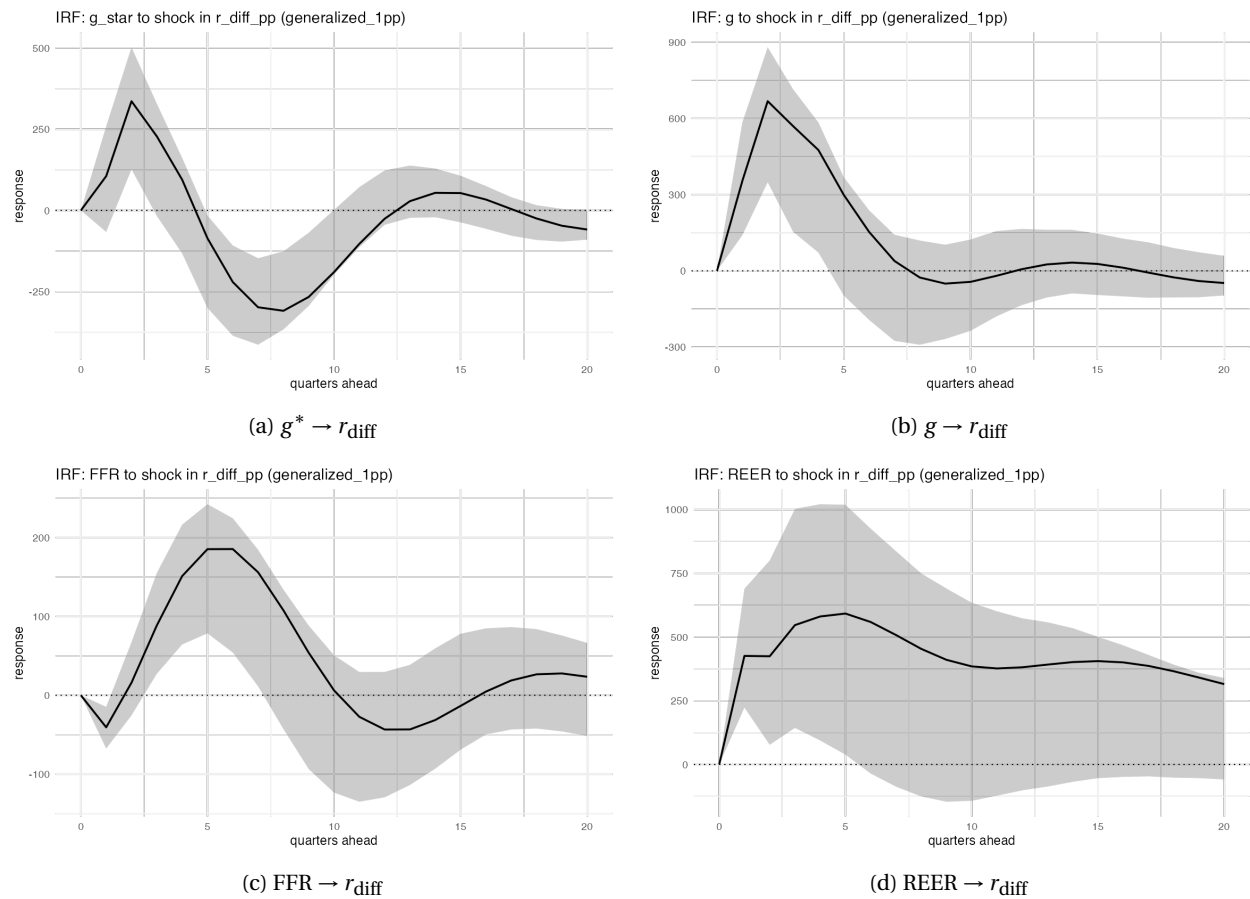 IRF: g_star to shock in r_diff_pp (generalized_1pp)
response
500
250
0
-250
0
5
10
15
20
quarters ahead
(a) g* → r_diff
IRF: g to shock in r_diff_pp (generalized_1pp)
response
900
600
300
0
-300
0
5
10
15
20
quarters ahead
(b) g → r_diff
IRF: FFR to shock in r_diff_pp (generalized_1pp)
response
200
100
0
-100
0
5
10
15
20
quarters ahead
(c) FFR → r_diff
IRF: REER to shock in r_diff_pp (generalized_1pp)
response
1000
750
500
250
0
0
5
10
15
20
quarters ahead
(d) REER → r_diff